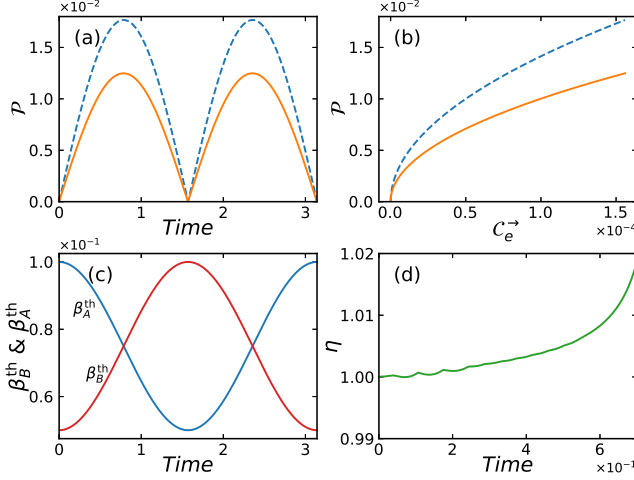 ×10⁻²
(a)
𝒫
1.5
1.0
0.5
0.0
0 1 2 3
Time
×10⁻²
(b)
𝒫
1.5
1.0
0.5
0.0
0.0 0.5 1.0 1.5
×10⁻⁴
𝒞ₑ→
×10⁻¹
(c)
β_B^th & β_A^th
1.0
0.8
0.6
β_A^th
β_B^th
0 1 2 3
Time
(d)
η
1.02
1.01
1.00
0.99
0 2 4 6
×10⁻¹
Time